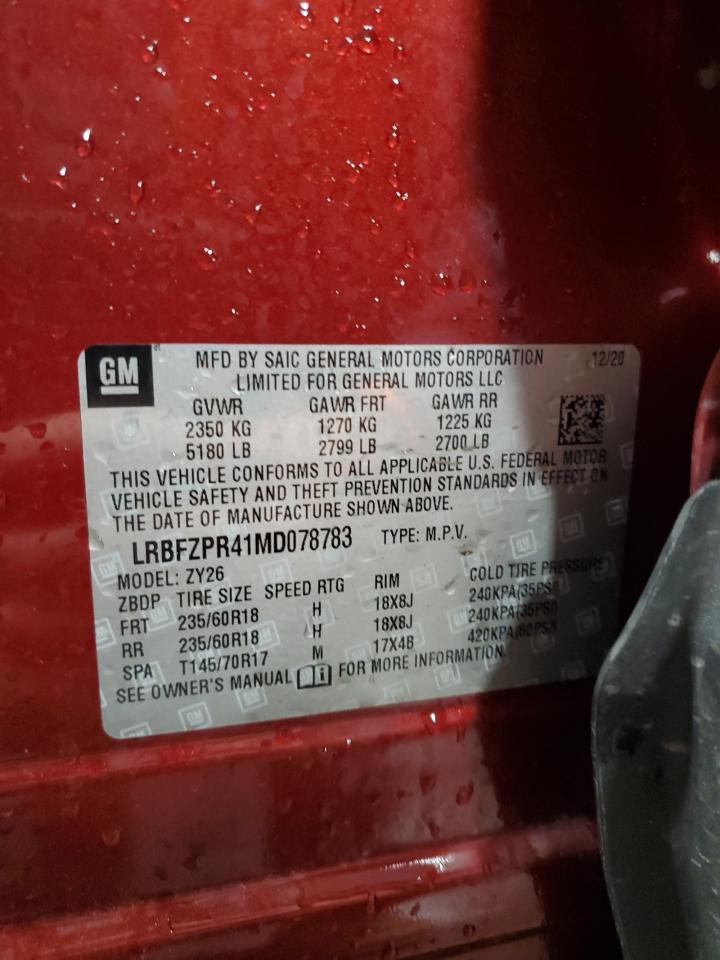 GM
MFD BY SAIC GENERAL MOTORS CORPORATION 12/20
LIMITED FOR GENERAL MOTORS LLC
GVWR GAWR FRT GAWR RR
2350 KG 1270 KG 1225 KG
5180 LB 2799 LB 2700 LB
THIS VEHICLE CONFORMS TO ALL APPLICABLE U.S. FEDERAL MOTOR
VEHICLE SAFETY AND THEFT PREVENTION STANDARDS IN EFFECT ON
THE DATE OF MANUFACTURE SHOWN ABOVE.
LRBFZPR41MD078783 TYPE: M.P.V.
MODEL: ZY26
ZBDP TIRE SIZE SPEED RTG RIM COLD TIRE PRESSURE
FRT 235/60R18 H 18X8J 240KPA(35PSI)
RR 235/60R18 H 18X8J 240KPA(35PSI)
SPA T145/70R17 M 17X4B 420KPA(60PSI)
SEE OWNER'S MANUAL FOR MORE INFORMATION.